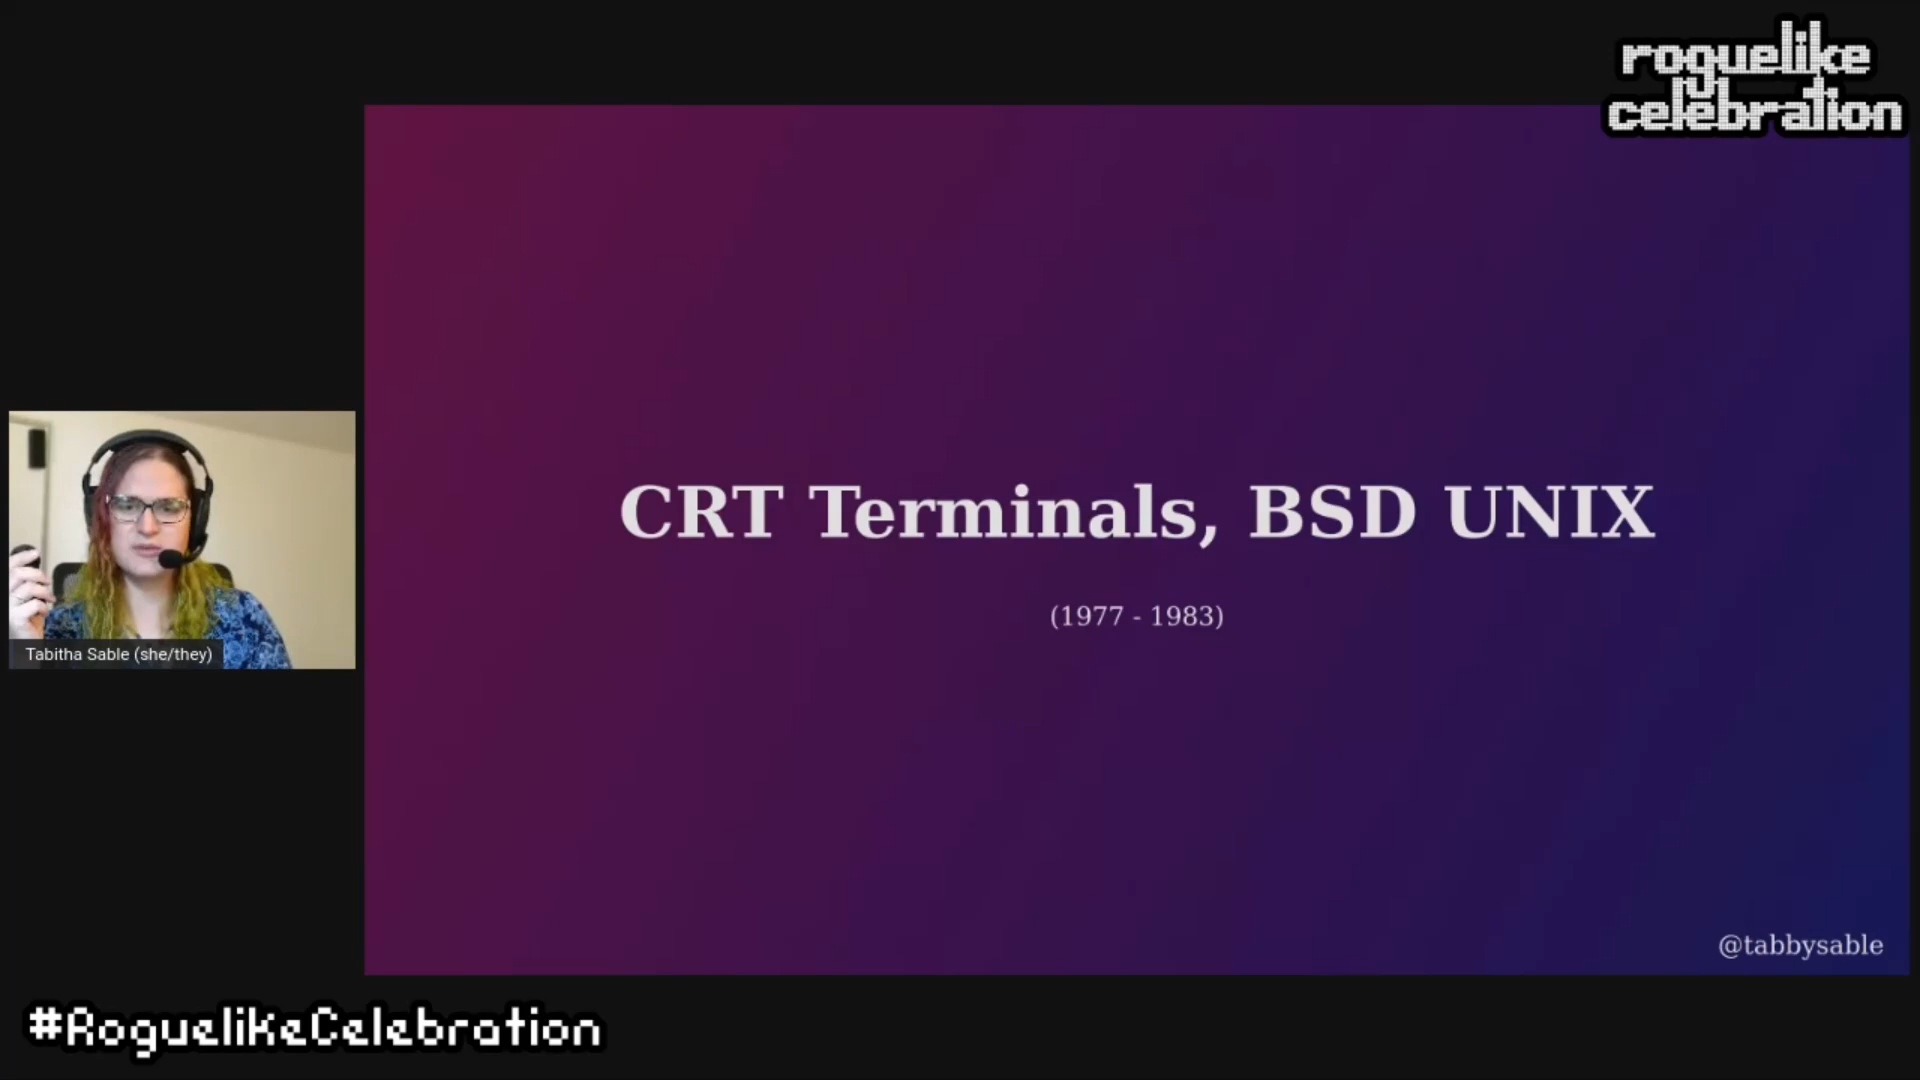 roguelike
celebration
CRT Terminals, BSD UNIX
(1977 - 1983)
Tabitha Sable (she/they)
@tabbysable
#RoguelikeCelebration